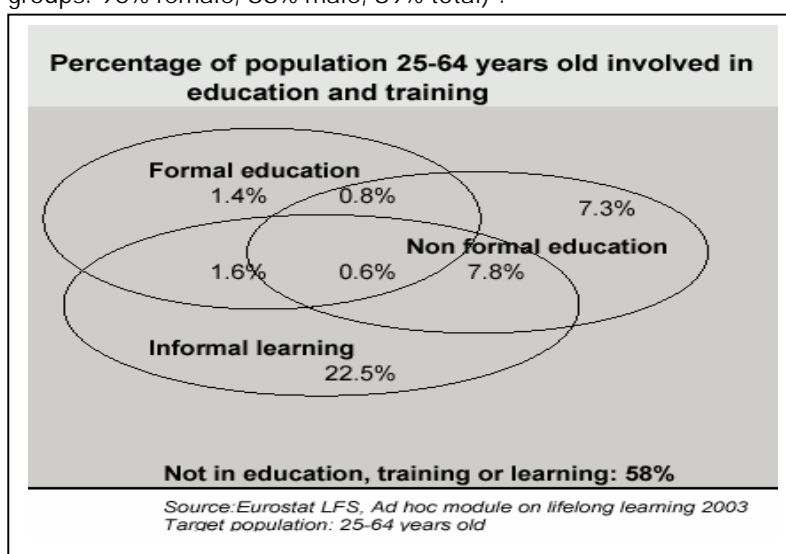 Percentage of population 25-64 years old involved in
education and training
Formal education
1.4% 0.8%
7.3%
Non formal education
1.6% 0.6% 7.8%
Informal learning
22.5%
Not in education, training or learning: 58%
Source:Eurostat LFS, Ad hoc module on lifelong learning 2003
Target population: 25-64 years old